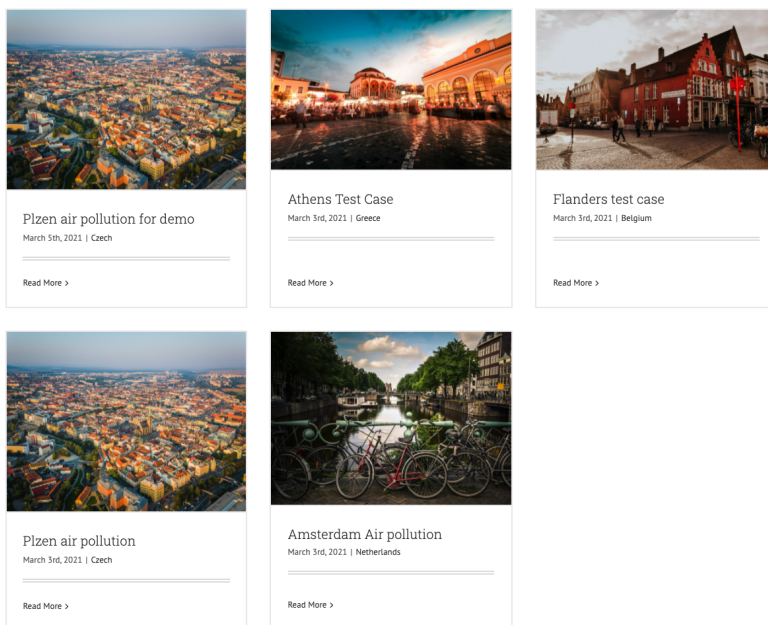 Plzen air pollution for demo
March 5th, 2021 | Czech
Read More >
Athens Test Case
March 3rd, 2021 | Greece
Read More >
Flanders test case
March 3rd, 2021 | Belgium
Read More >
Plzen air pollution
March 3rd, 2021 | Czech
Read More >
Amsterdam Air pollution
March 3rd, 2021 | Netherlands
Read More >